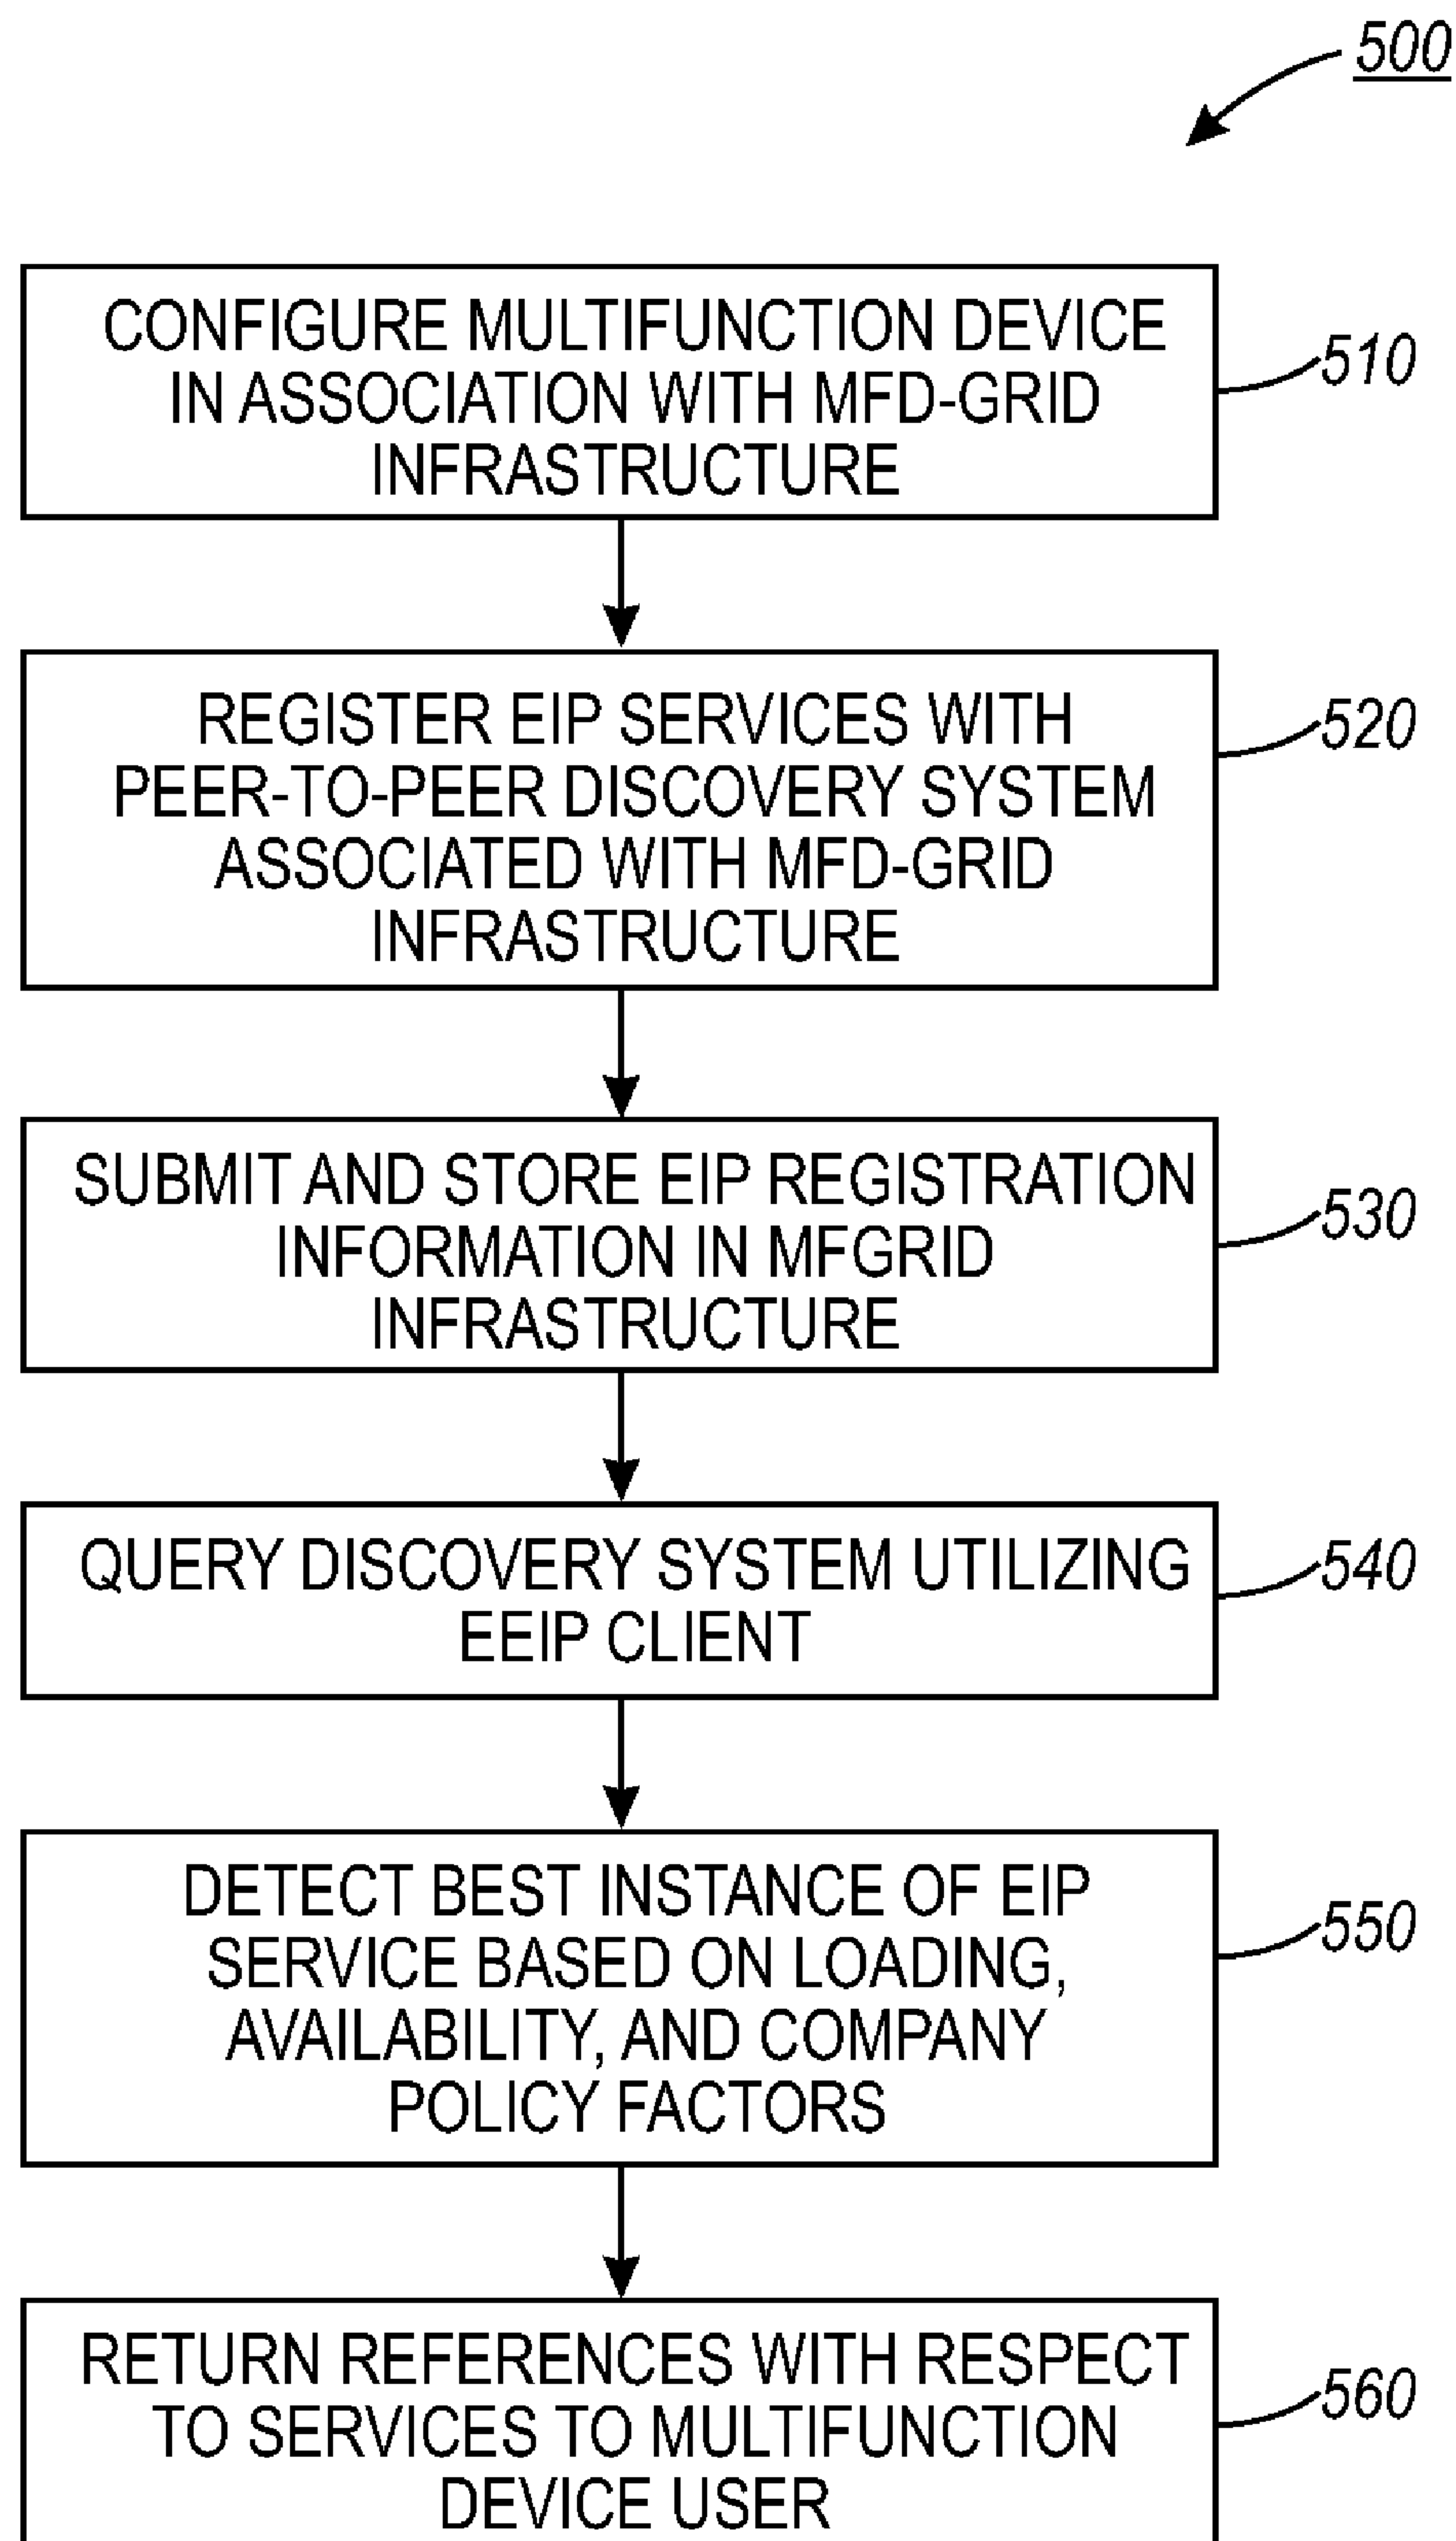 500
CONFIGURE MULTIFUNCTION DEVICE
IN ASSOCIATION WITH MFD-GRID
INFRASTRUCTURE
510
REGISTER EIP SERVICES WITH
PEER-TO-PEER DISCOVERY SYSTEM
ASSOCIATED WITH MFD-GRID
INFRASTRUCTURE
520
SUBMIT AND STORE EIP REGISTRATION
INFORMATION IN MFGRID
INFRASTRUCTURE
530
QUERY DISCOVERY SYSTEM UTILIZING
EEIP CLIENT
540
DETECT BEST INSTANCE OF EIP
SERVICE BASED ON LOADING,
AVAILABILITY, AND COMPANY
POLICY FACTORS
550
RETURN REFERENCES WITH RESPECT
TO SERVICES TO MULTIFUNCTION
DEVICE USER
560